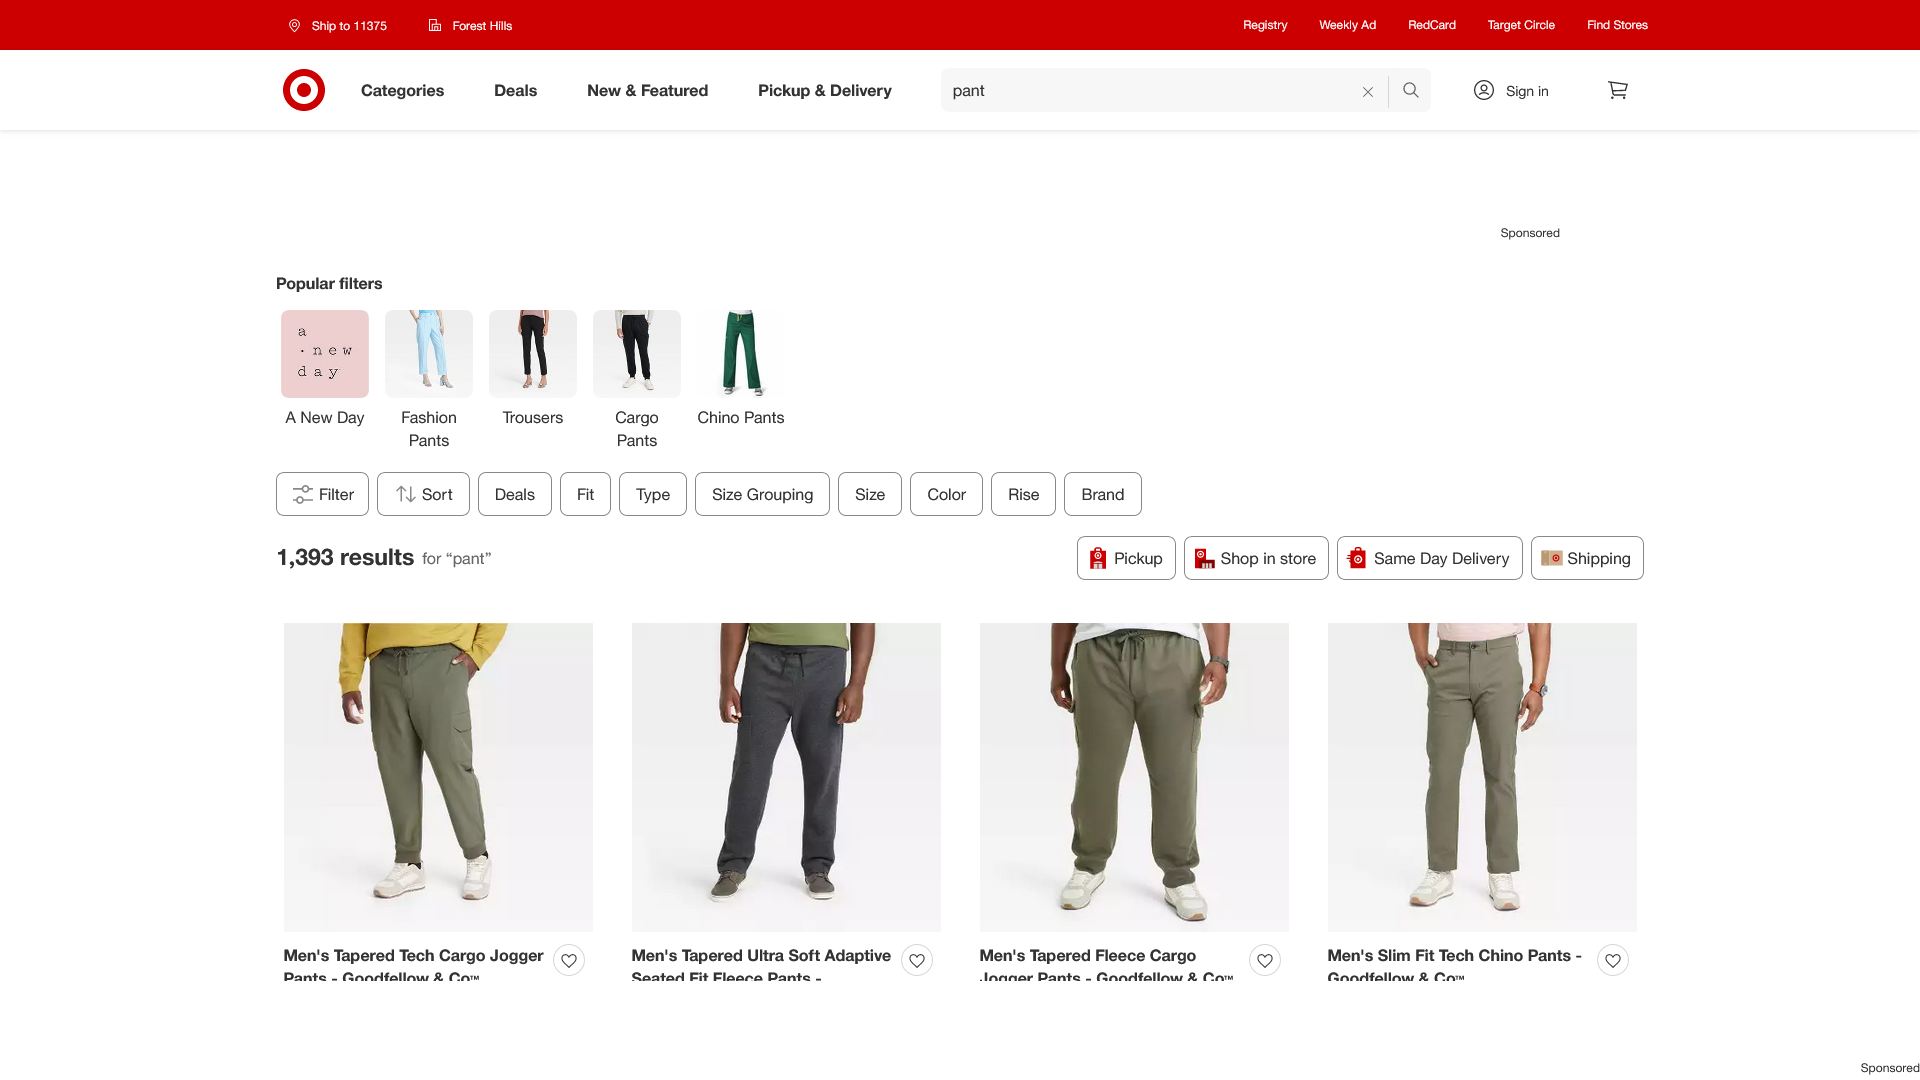 Ship to 11375
Forest Hills
Registry
Weekly Ad
RedCard
Target Circle
Find Stores
Categories
Deals
New & Featured
Pickup & Delivery
pant
Sign in
Sponsored
Popular filters
a
· n e w
d a y
A New Day
Fashion
Pants
Trousers
Cargo
Pants
Chino Pants
Filter
Sort
Deals
Fit
Type
Size Grouping
Size
Color
Rise
Brand
1,393 results for “pant”
Pickup
Shop in store
Same Day Delivery
Shipping
Men's Tapered Tech Cargo Jogger
Pants - Goodfellow & Co™
Men's Tapered Ultra Soft Adaptive
Seated Fit Fleece Pants -
Men's Tapered Fleece Cargo
Jogger Pants - Goodfellow & Co™
Men's Slim Fit Tech Chino Pants -
Goodfellow & Co™
Sponsored